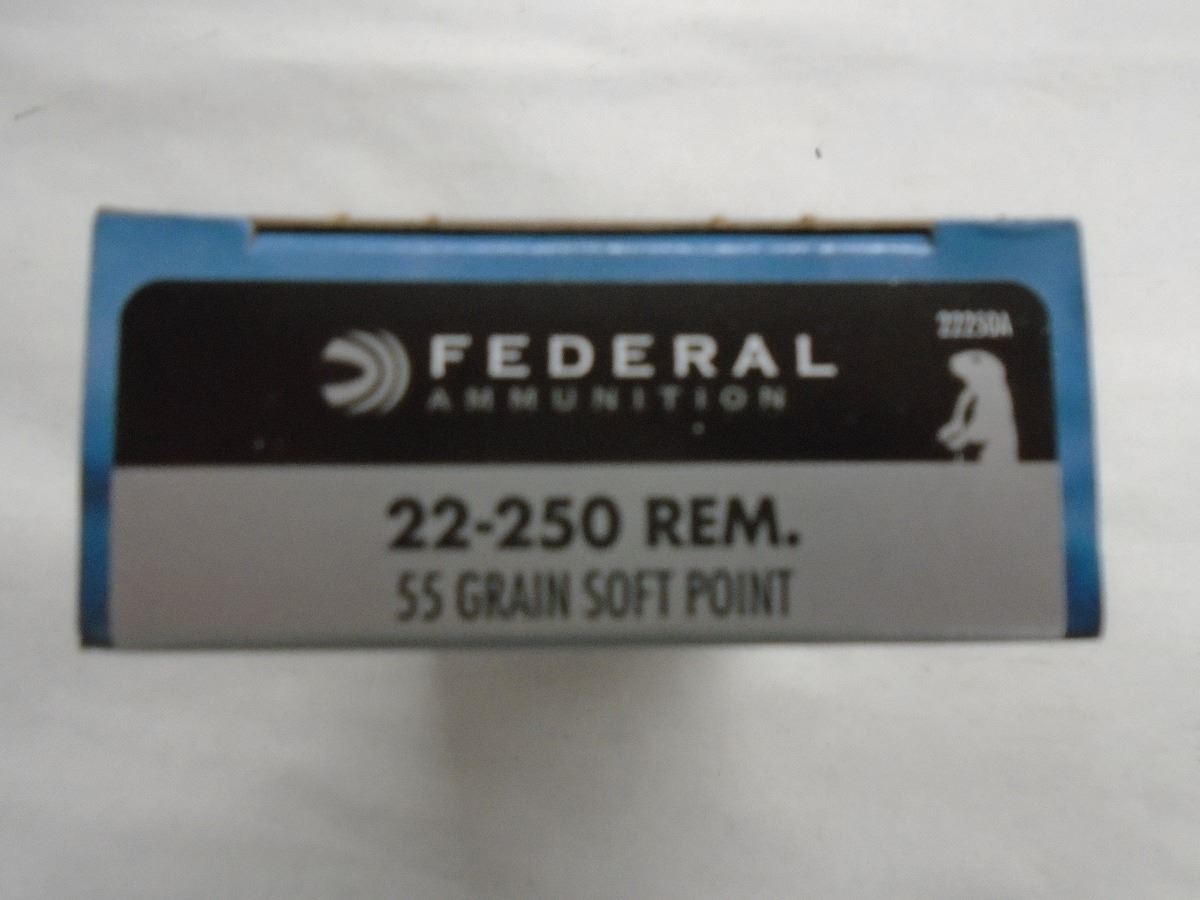 22250A
FEDERAL
AMMUNITION
22-250 REM.
55 GRAIN SOFT POINT